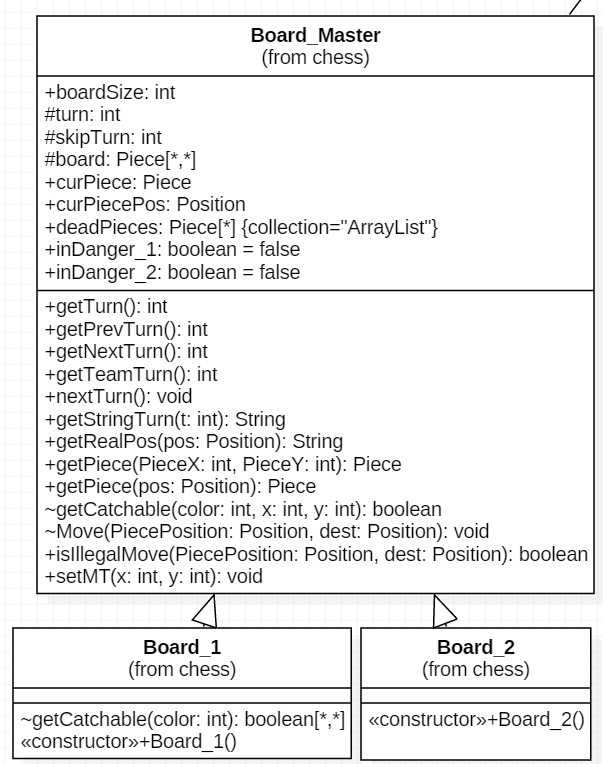 Board_Master
(from chess)
+boardSize: int
#turn: int
#skipTurn: int
#board: Piece[*,*]
+curPiece: Piece
+curPiecePos: Position
+deadPieces: Piece[*] {collection="ArrayList"}
+inDanger_1: boolean = false
+inDanger_2: boolean = false
+getTurn(): int
+getPrevTurn(): int
+getNextTurn(): int
+getTeamTurn(): int
+nextTurn(): void
+getStringTurn(t: int): String
+getRealPos(pos: Position): String
+getPiece(PieceX: int, PieceY: int): Piece
+getPiece(pos: Position): Piece
~getCatchable(color: int, x: int, y: int): boolean
~Move(PiecePosition: Position, dest: Position): void
+isIllegalMove(PiecePosition: Position, dest: Position): boolean
+setMT(x: int, y: int): void
Board_1
(from chess)
~getCatchable(color: int): boolean[*,*]
«constructor»+Board_1()
Board_2
(from chess)
«constructor»+Board_2()